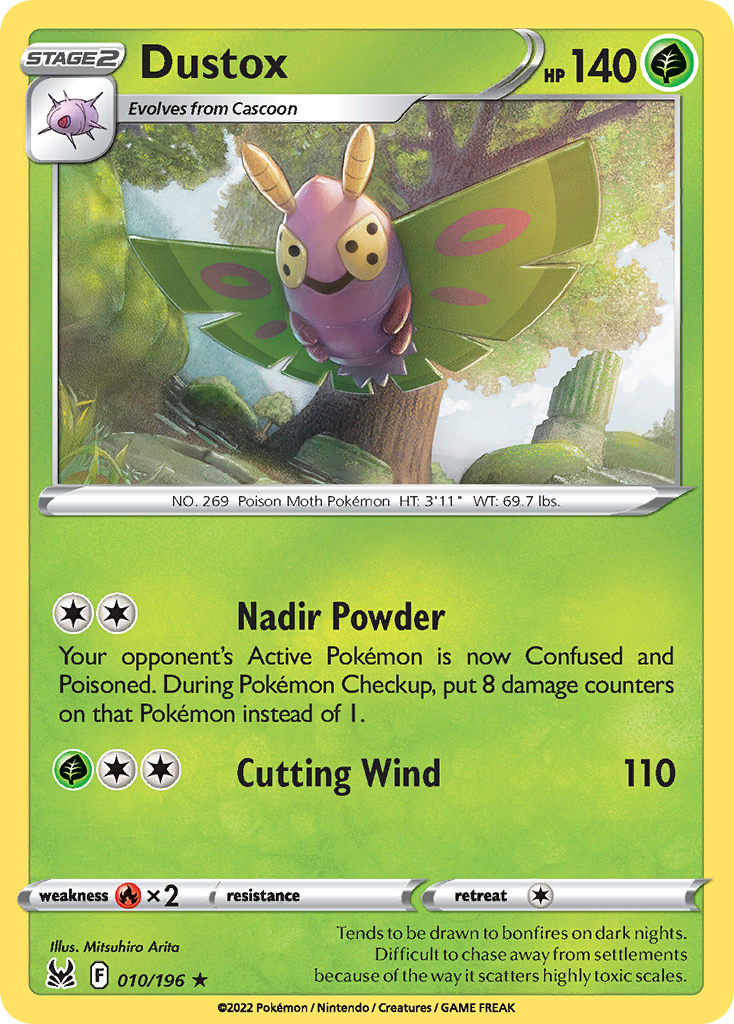 STAGE 2
Dustox
HP 140
Evolves from Cascoon
NO. 269 Poison Moth Pokémon HT: 3'11" WT: 69.7 lbs.
Nadir Powder
Your opponent's Active Pokémon is now Confused and
Poisoned. During Pokémon Checkup, put 8 damage counters
on that Pokémon instead of 1.
Cutting Wind 110
weakness ×2 resistance retreat
Illus. Mitsuhiro Arita
Tends to be drawn to bonfires on dark nights.
Difficult to chase away from settlements
because of the way it scatters highly toxic scales.
F 010/196 ★
©2022 Pokémon / Nintendo / Creatures / GAME FREAK